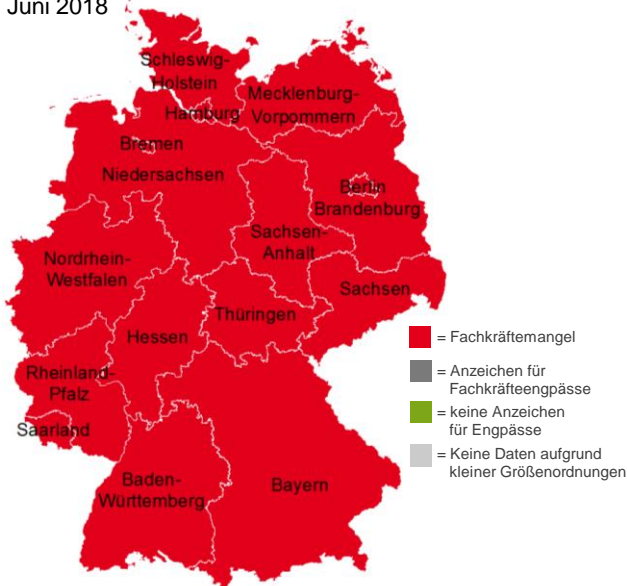 Juni 2018
Schleswig-
Holstein
Mecklenburg-
Vorpommern
Hamburg
Bremen
Niedersachsen
Berlin
Brandenburg
Sachsen-
Anhalt
Nordrhein-
Westfalen
Sachsen
Thüringen
Hessen
Rheinland-
Pfalz
Saarland
Baden-
Württemberg
Bayern
= Fachkräftemangel
= Anzeichen für
Fachkräfteengpässe
= keine Anzeichen
für Engpässe
= Keine Daten aufgrund
kleiner Größenordnungen